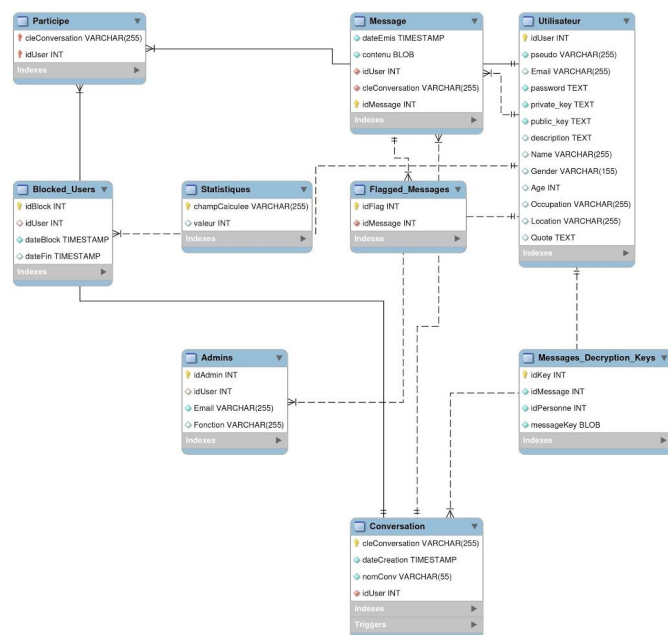 Participe
cleConversation VARCHAR(255)
idUser INT
Indexes
Message
dateEmis TIMESTAMP
contenu BLOB
idUser INT
cleConversation VARCHAR(255)
idMessage INT
Indexes
Utilisateur
idUser INT
pseudo VARCHAR(255)
Email VARCHAR(255)
password TEXT
private_key TEXT
public_key TEXT
description TEXT
Name VARCHAR(255)
Gender VARCHAR(155)
Age INT
Occupation VARCHAR(255)
Location VARCHAR(255)
Quote TEXT
Indexes
Blocked_Users
idBlock INT
idUser INT
dateBlock TIMESTAMP
dateFin TIMESTAMP
Indexes
Statistiques
champCalculee VARCHAR(255)
valeur INT
Indexes
Flagged_Messages
idFlag INT
idMessage INT
Indexes
Admins
idAdmin INT
idUser INT
Email VARCHAR(255)
Fonction VARCHAR(255)
Indexes
Messages_Decryption_Keys
idKey INT
idMessage INT
idPersonne INT
messageKey BLOB
Indexes
Conversation
cleConversation VARCHAR(255)
dateCreation TIMESTAMP
nomConv VARCHAR(55)
idUser INT
Indexes
Triggers